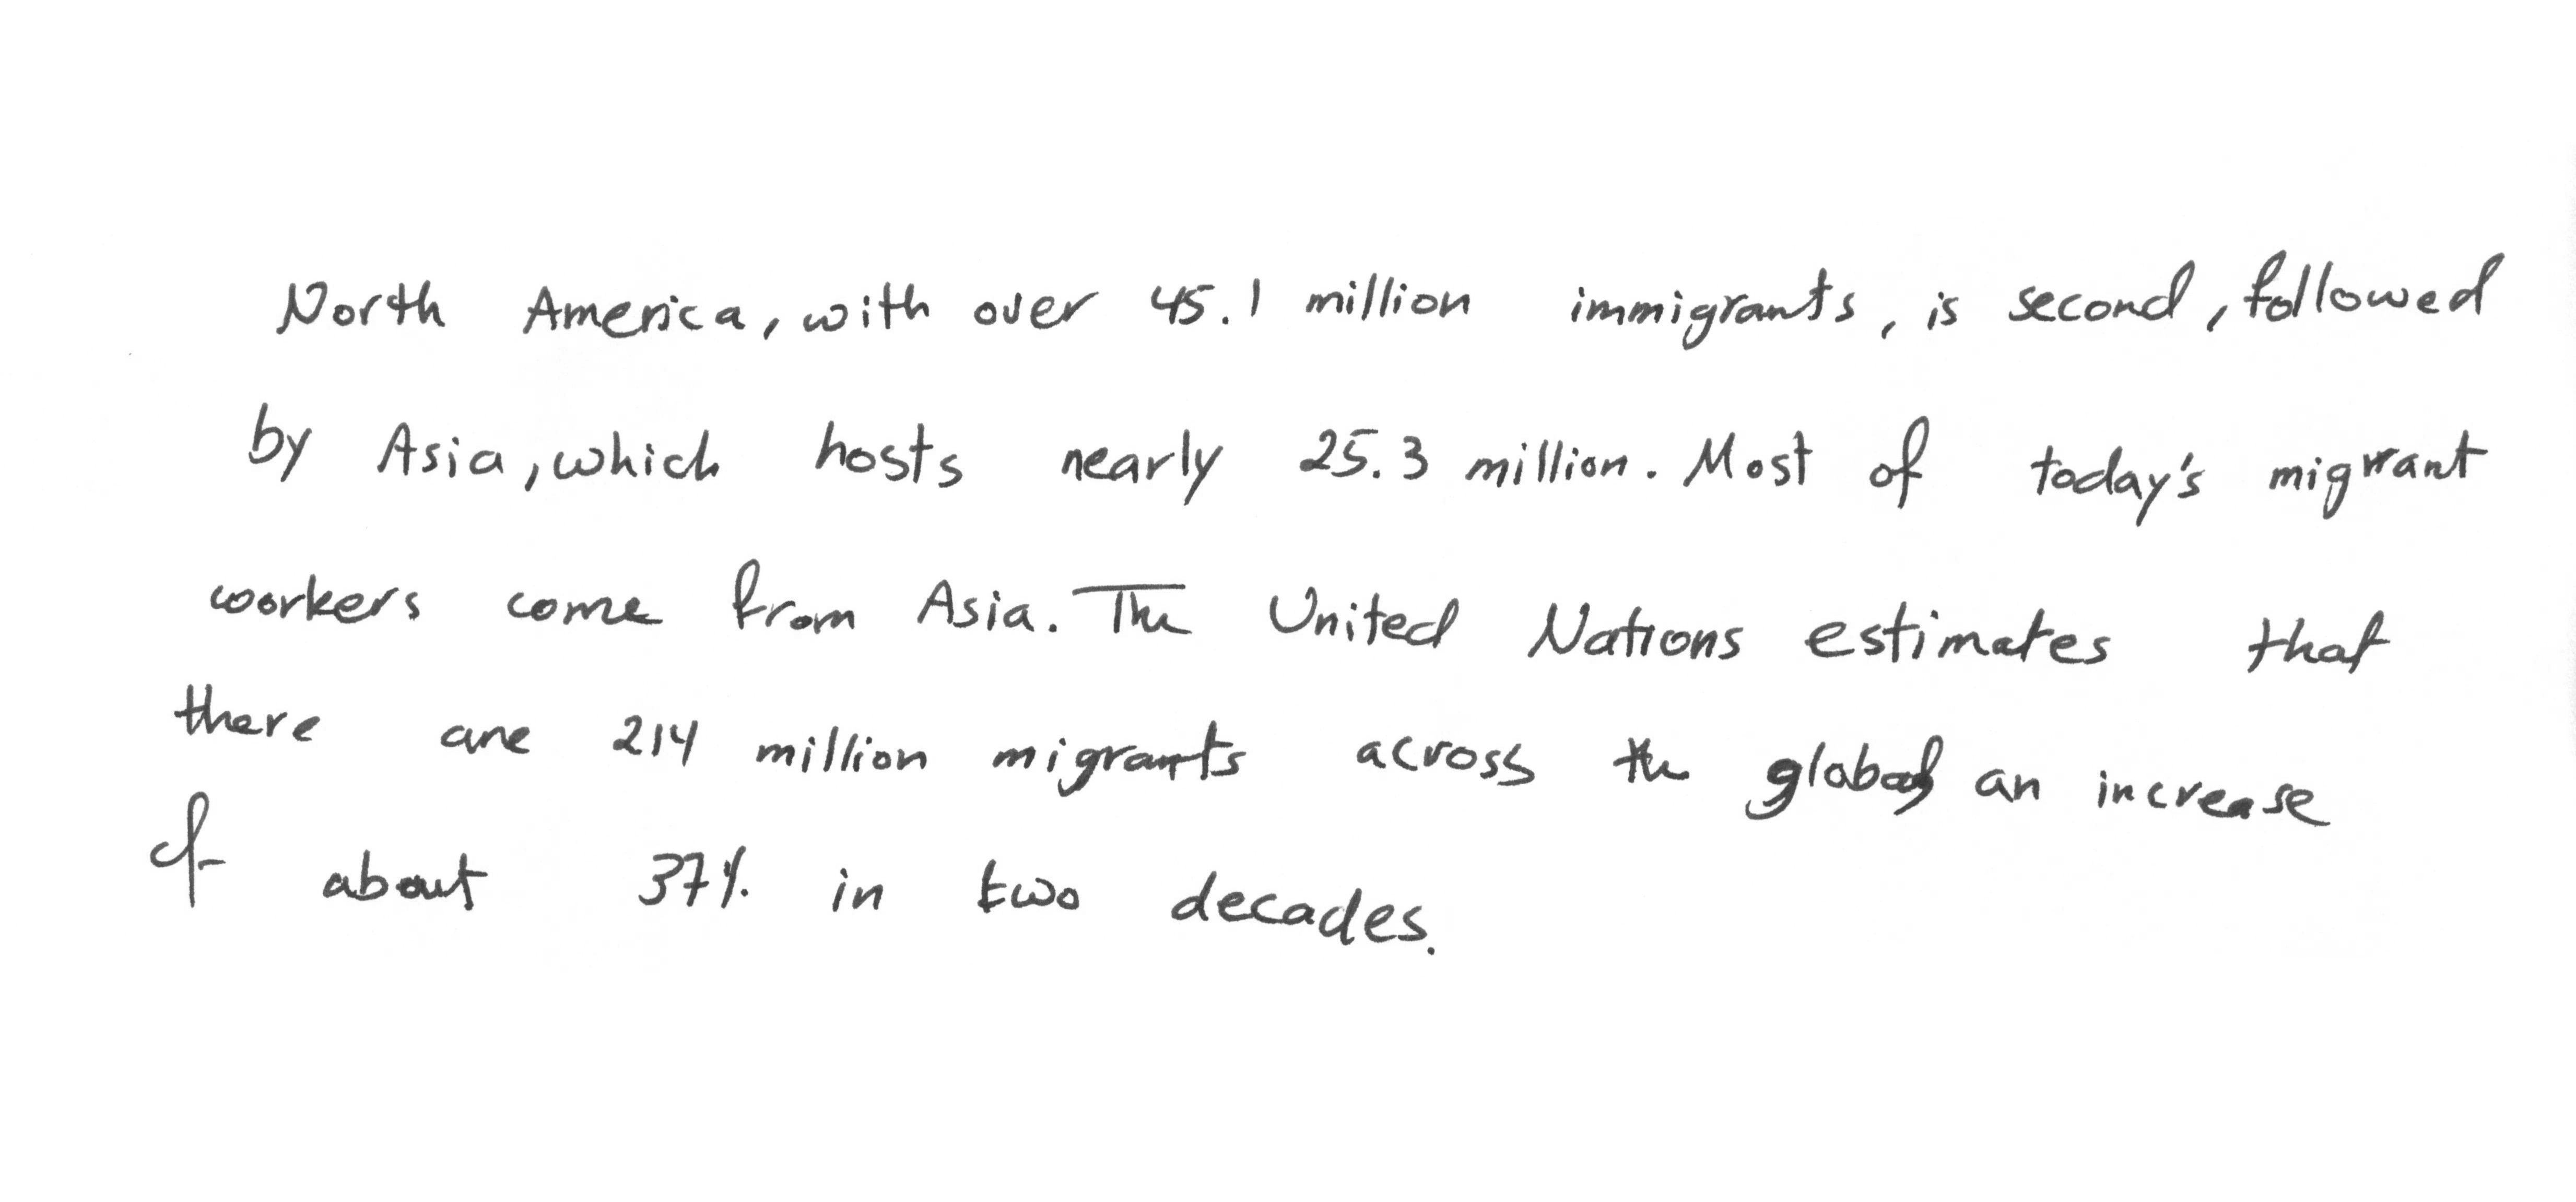 North America, with over 45.1 million immigrants, is second, followed
by Asia, which hosts nearly 25.3 million. Most of today's migrant
workers come from Asia. The United Nations estimates that
there are 214 million migrants across the an increase
of about 37% in two decades.